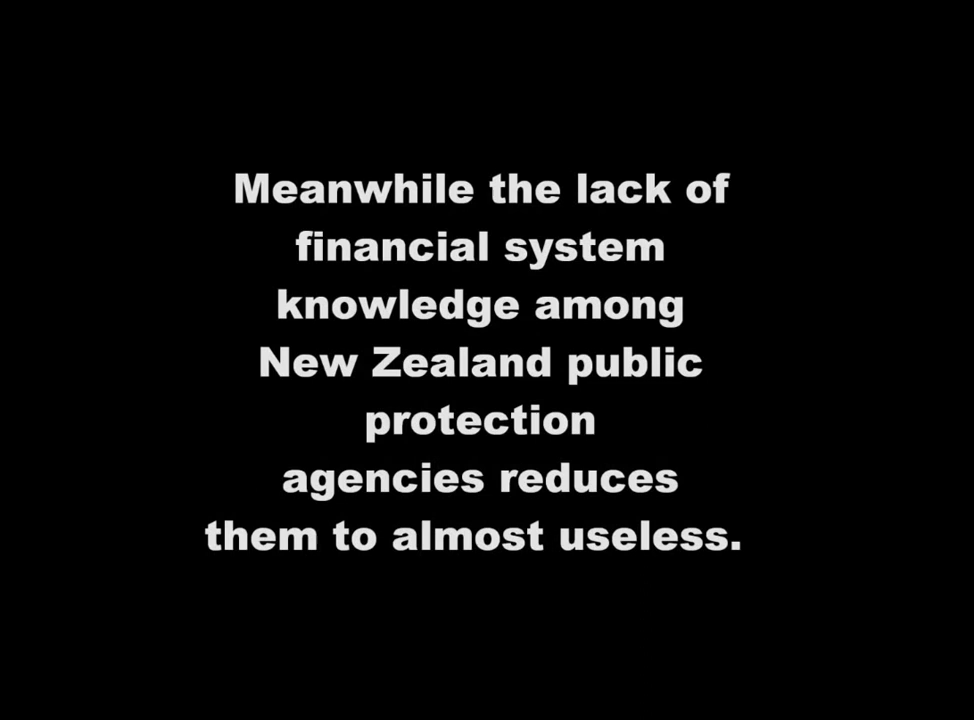 Meanwhile the lack of
financial system
knowledge among
New Zealand public
protection
agencies reduces
them to almost useless.